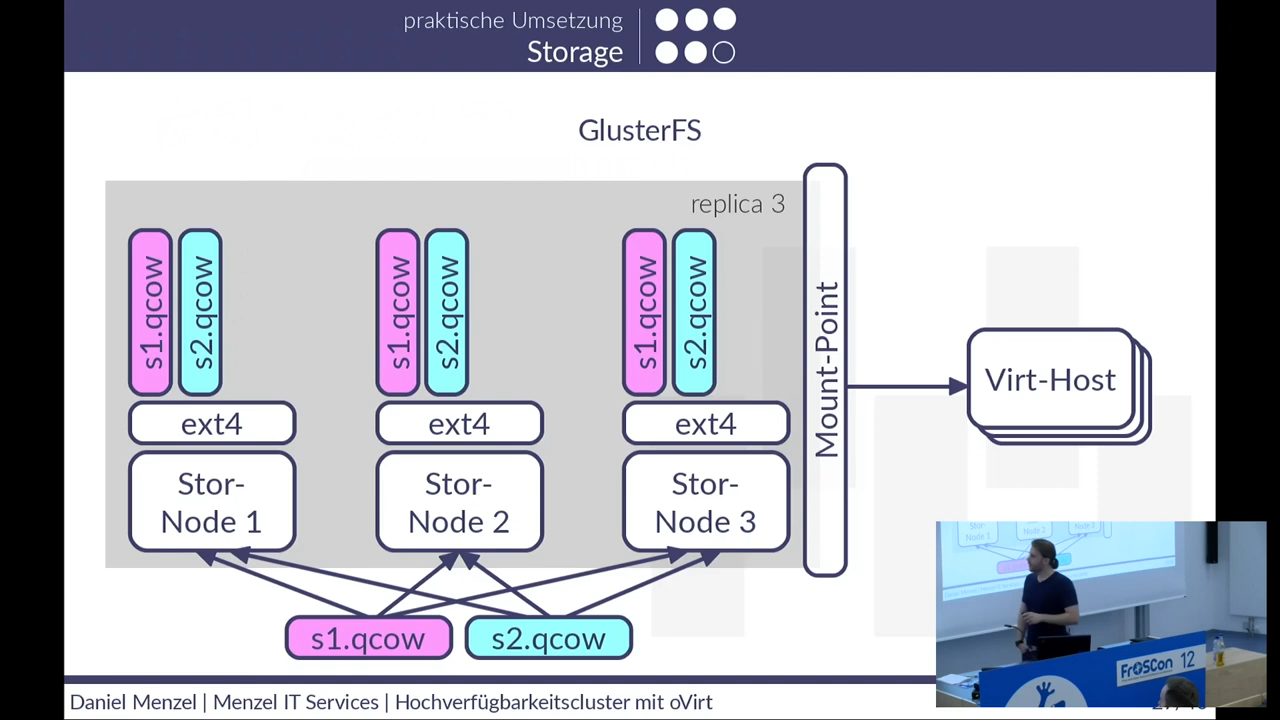 praktische Umsetzung
Storage
GlusterFS
replica 3
s1.qcow
s2.qcow
s1.qcow
s2.qcow
s1.qcow
s2.qcow
ext4
ext4
ext4
Stor-
Node 1
Stor-
Node 2
Stor-
Node 3
Mount-Point
Virt-Host
s1.qcow
s2.qcow
FrOSCon 12
Daniel Menzel | Menzel IT Services | Hochverfügbarkeitscluster mit oVirt